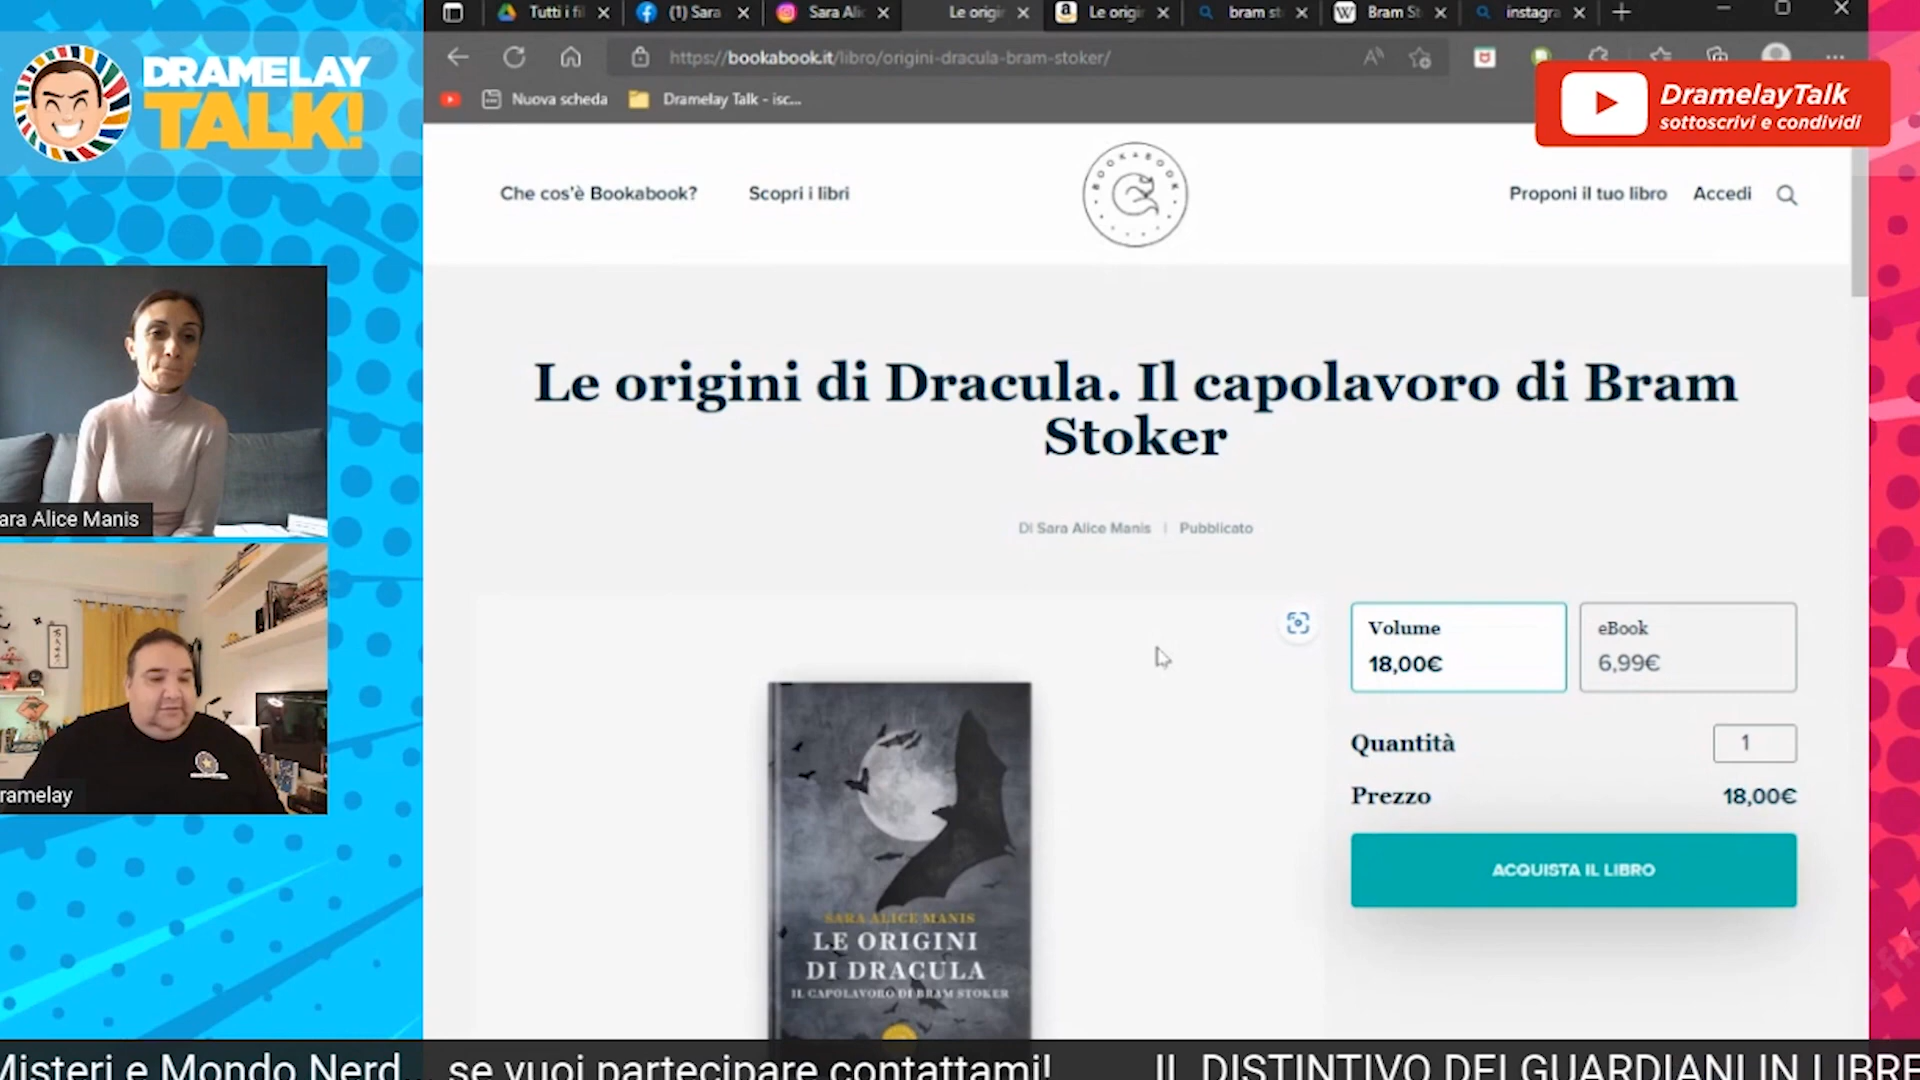 Tutti i fi
(1) Sara
Sara Alic
Le origin
Le origin
bram st
W
Bram St
instagra
https://bookabook.it/libro/origini-dracula-bram-stoker/
Nuova scheda
Dramelay Talk - isc...
DRAMELAY
TALK!
DramelayTalk
sottoscrivi e condividi
Che cos'è Bookabook?
Scopri i libri
BOOKABOOK
Proponi il tuo libro
Accedi
Le origini di Dracula. Il capolavoro di Bram
Stoker
Di Sara Alice Manis | Pubblicato
Volume
18,00€
eBook
6,99€
Quantità
1
Prezzo
18,00€
ACQUISTA IL LIBRO
SARA ALICE MANIS
LE ORIGINI
DI DRACULA
IL CAPOLAVORO DI BRAM STOKER
ara Alice Manis
ramelay
Misteri e Mondo Nerd... se vuoi partecipare contattami! IL DISTINTIVO DEI GUARDIANI IN LIBRE